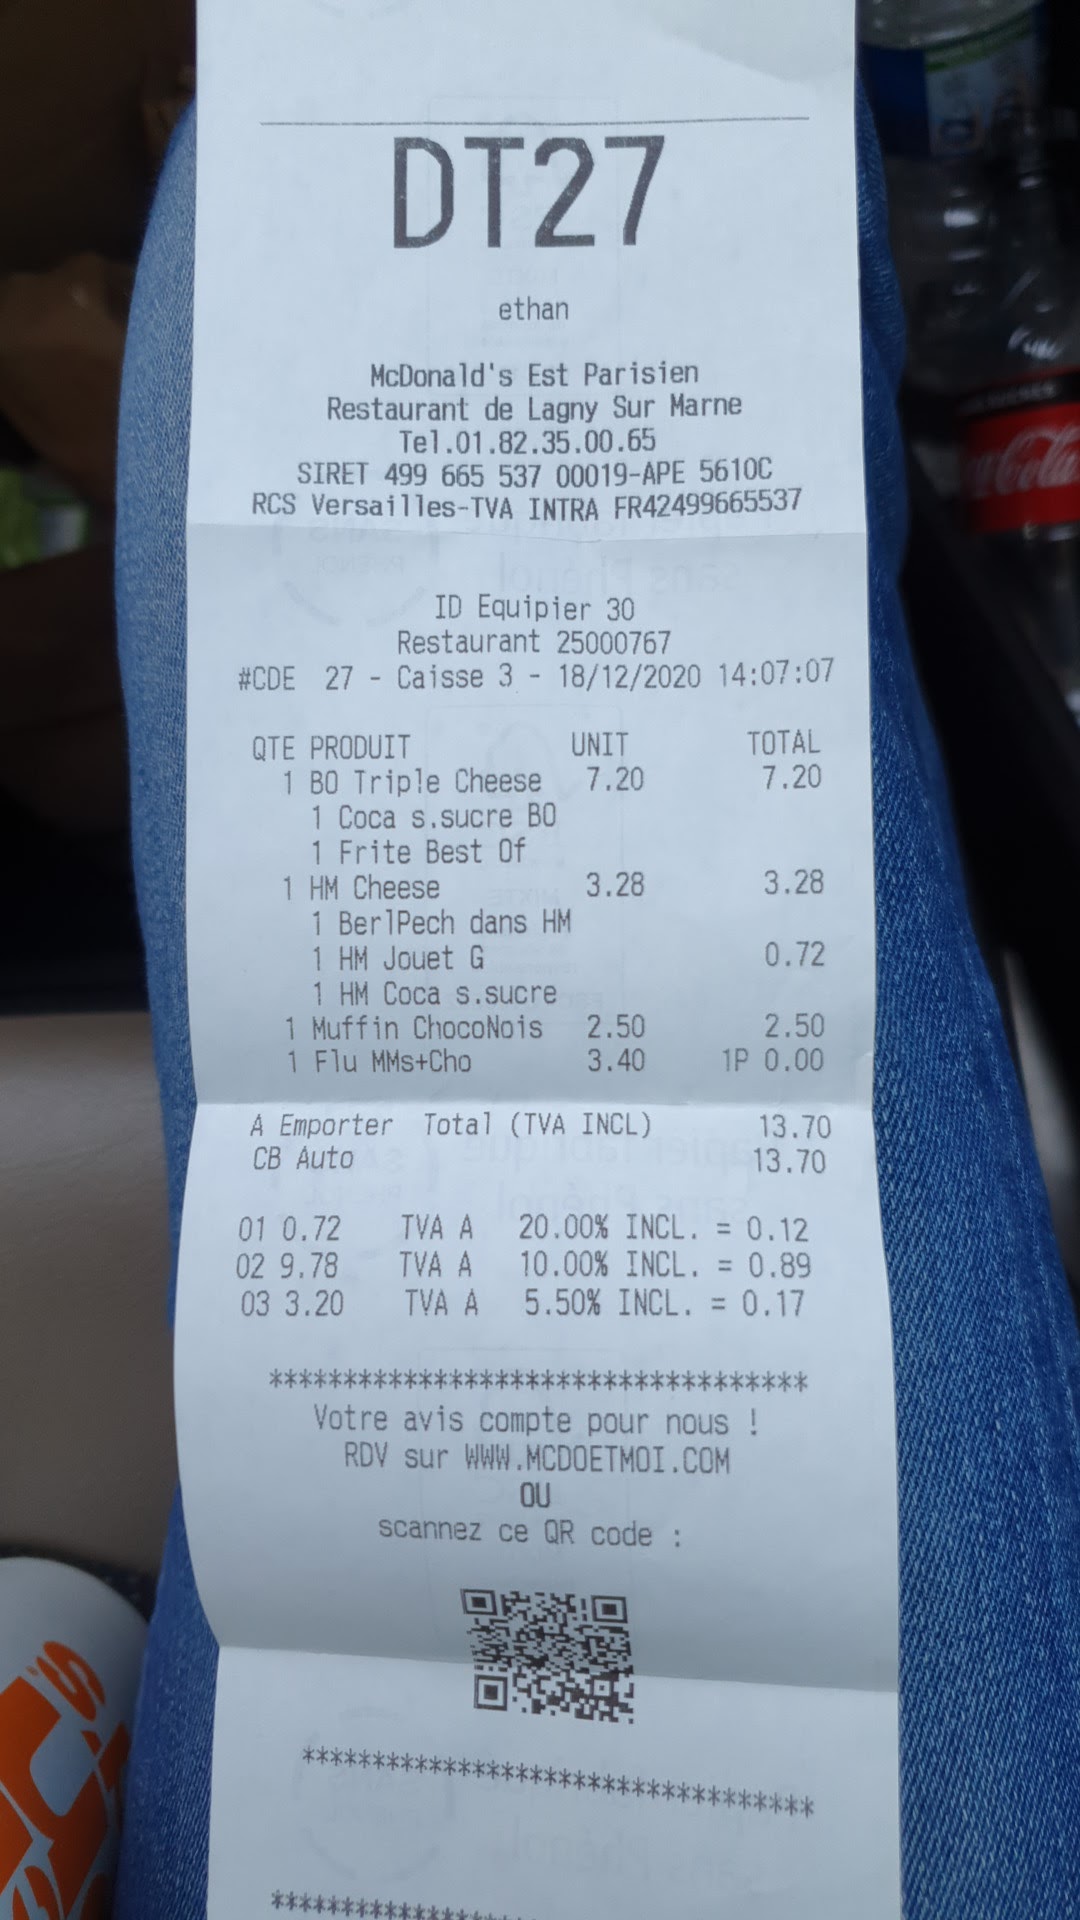 DT27
ethan
McDonald's Est Parisien
Restaurant de Lagny Sur Marne
Tel.01.82.35.00.65
SIRET 499 665 537 00019-APE 5610C
RCS Versailles-TVA INTRA FR42499665537
ID Equipier 30
Restaurant 25000767
#CDE 27 - Caisse 3 - 18/12/2020 14:07:07
QTE PRODUIT UNIT TOTAL
1 BO Triple Cheese 7.20 7.20
1 Coca s.sucre BO
1 Frite Best Of
1 HM Cheese 3.28 3.28
1 BerlPech dans HM
1 HM Jouet G 0.72
1 HM Coca s.sucre
1 Muffin ChocoNois 2.50 2.50
1 Flu MMs+Cho 3.40 1P 0.00
A Emporter Total (TVA INCL) 13.70
CB Auto 13.70
01 0.72 TVA A 20.00% INCL. = 0.12
02 9.78 TVA A 10.00% INCL. = 0.89
03 3.20 TVA A 5.50% INCL. = 0.17
************************************
Votre avis compte pour nous !
RDV sur WWW.MCDOETMOI.COM
OU
scannez ce QR code :
************************************
Coca-Cola